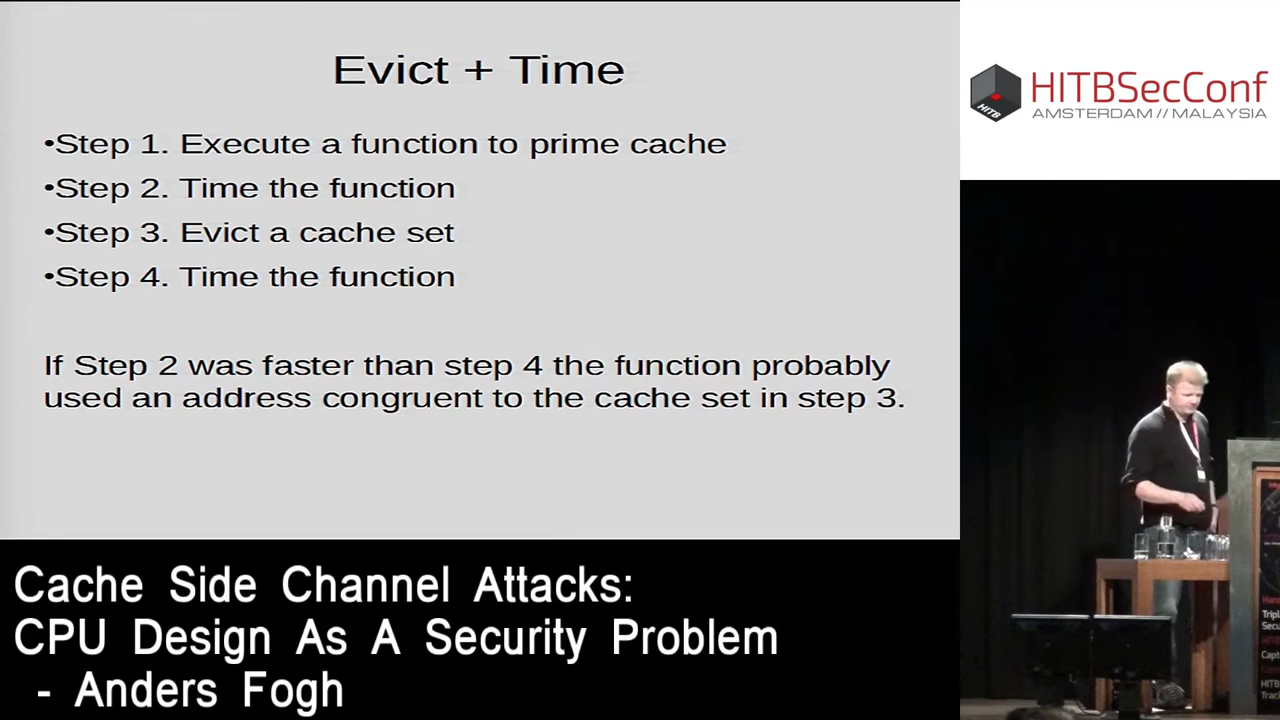 Evict + Time
•Step 1. Execute a function to prime cache
•Step 2. Time the function
•Step 3. Evict a cache set
•Step 4. Time the function
If Step 2 was faster than step 4 the function probably
used an address congruent to the cache set in step 3.
HITB
HITBSecConf
AMSTERDAM // MALAYSIA
Cache Side Channel Attacks:
CPU Design As A Security Problem
- Anders Fogh